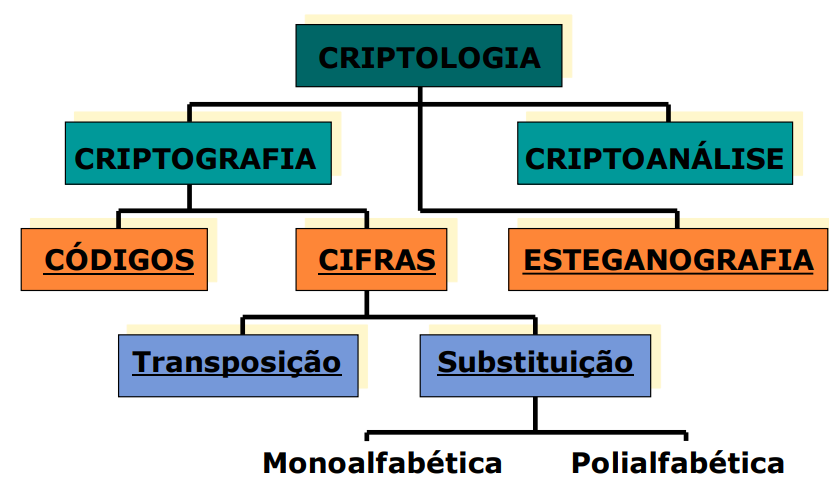 CRIPTOLOGIA
CRIPTOGRAFIA
CRIPTOANÁLISE
CÓDIGOS
CIFRAS
ESTEGANOGRAFIA
Transposição
Substituição
Monoalfabética
Polialfabética